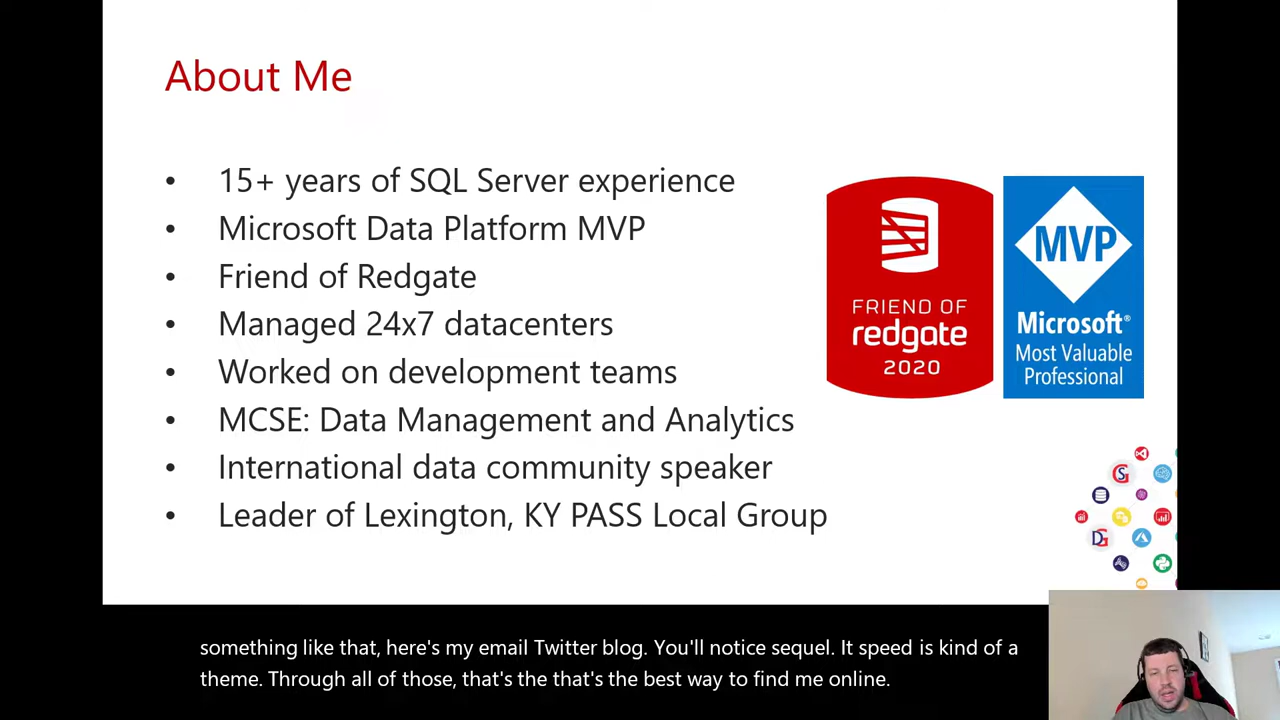 About Me
• 15+ years of SQL Server experience
• Microsoft Data Platform MVP
• Friend of Redgate
• Managed 24x7 datacenters
• Worked on development teams
• MCSE: Data Management and Analytics
• International data community speaker
• Leader of Lexington, KY PASS Local Group
FRIEND OF
redgate
2020
MVP
Microsoft®
Most Valuable
Professional
S
G
D
G
something like that, here's my email Twitter blog. You'll notice sequel. It speed is kind of a
theme. Through all of those, that's the that's the best way to find me online.